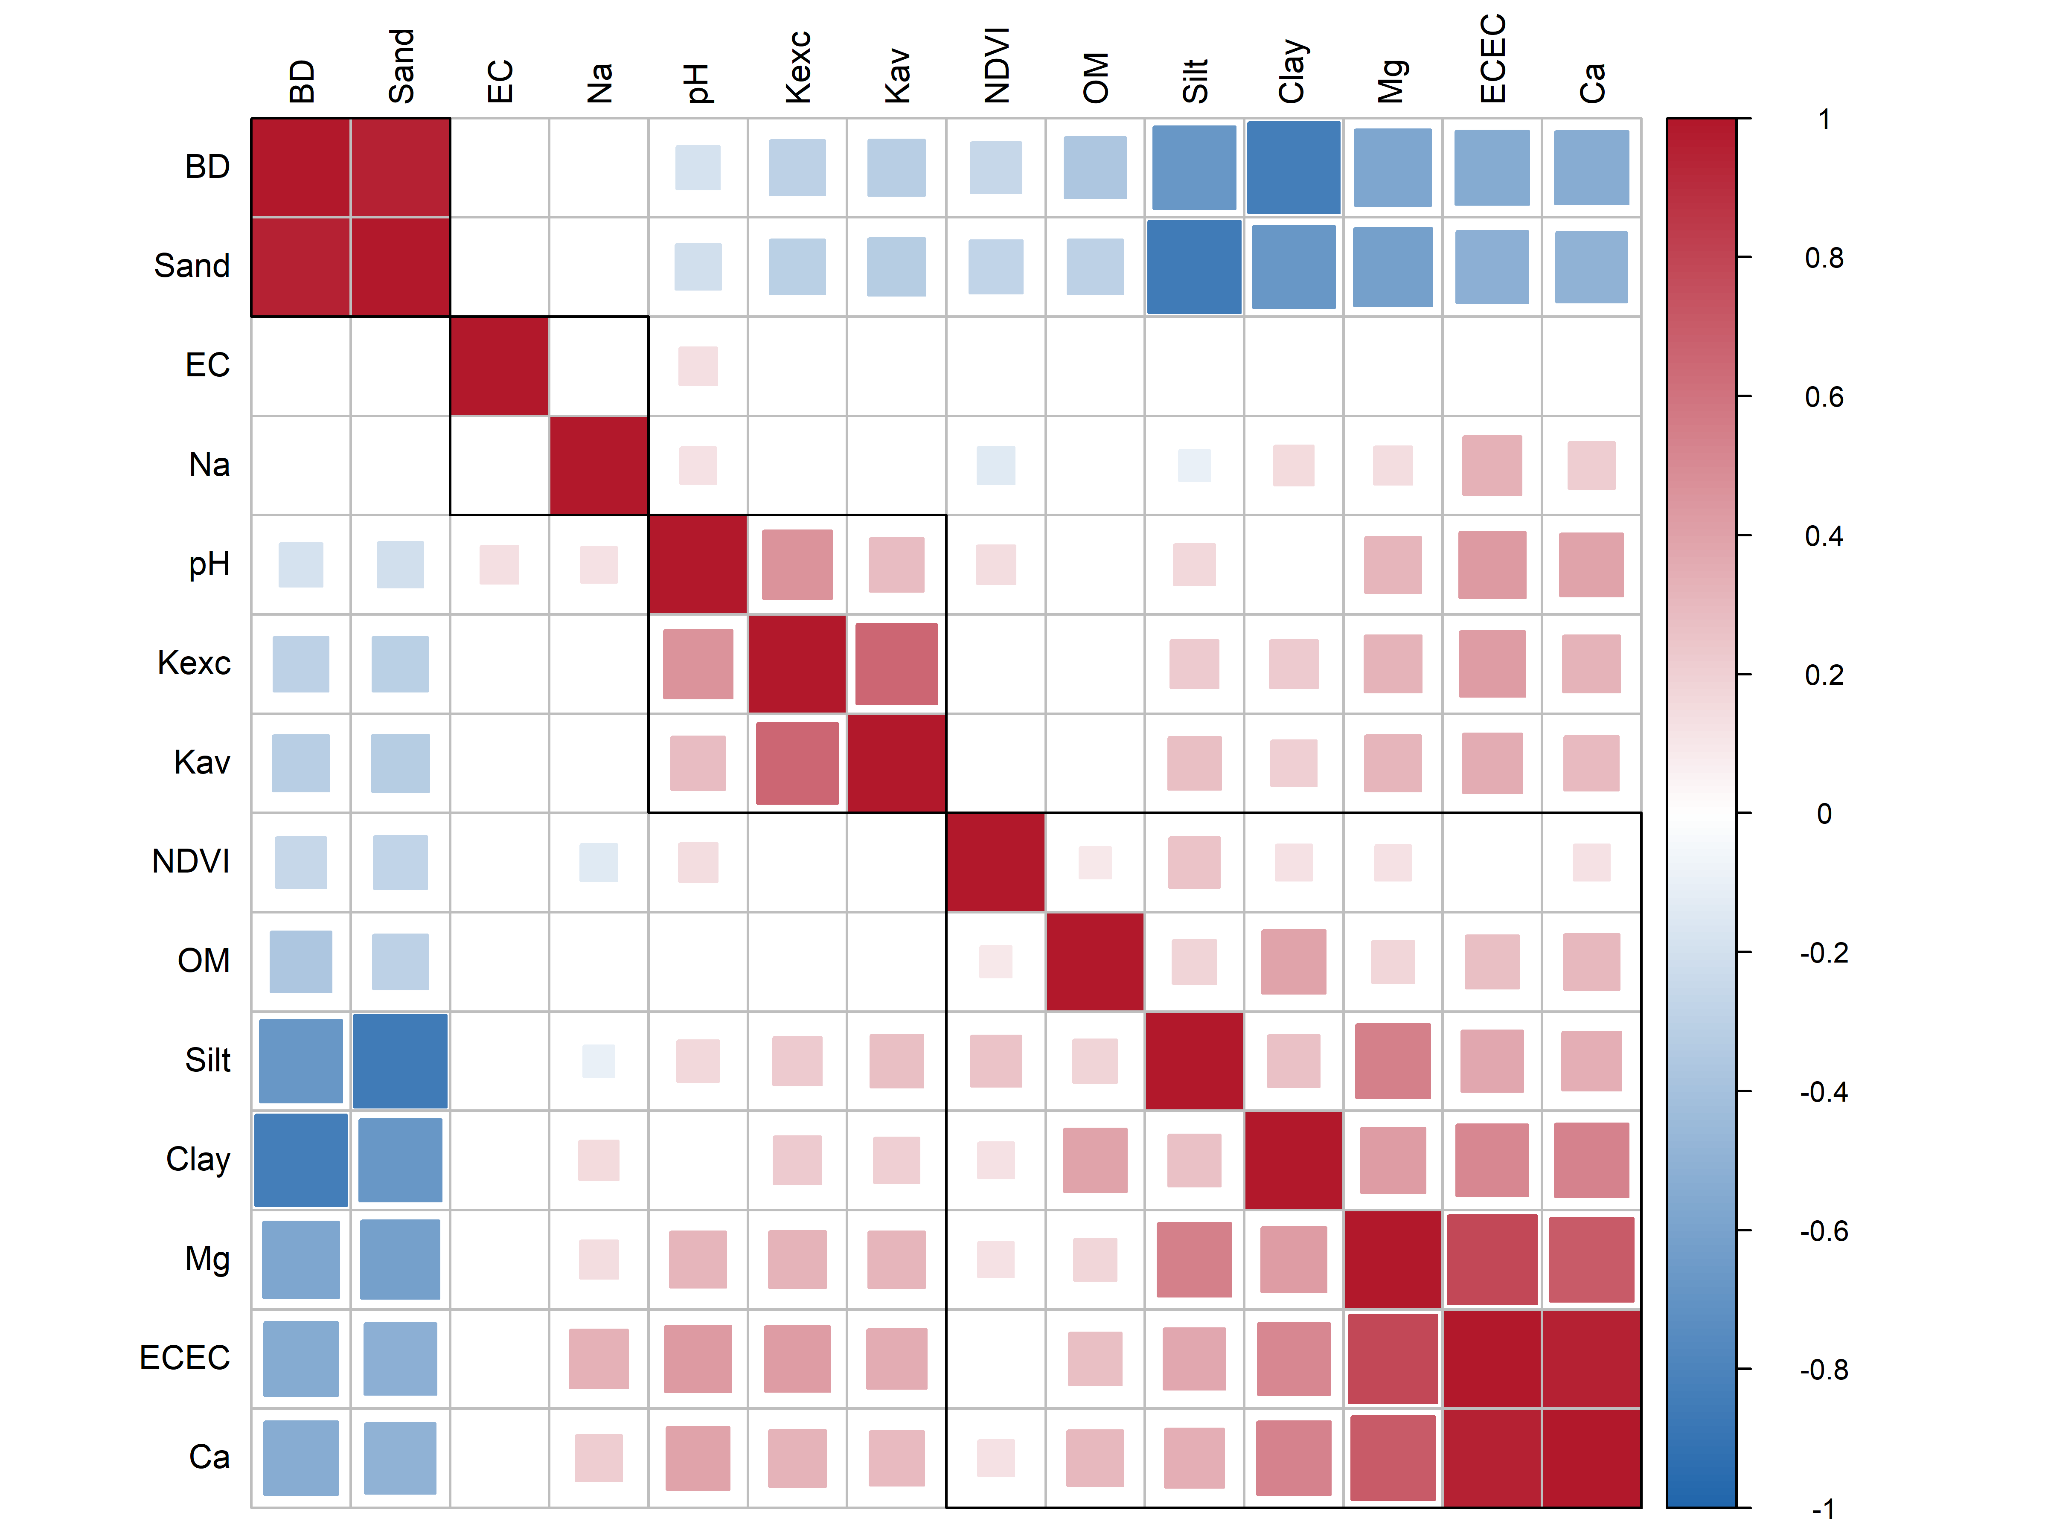 BD Sand EC Na pH Kexc Kav NDVI OM Silt Clay Mg ECEC Ca
BD
Sand
EC
Na
pH
Kexc
Kav
NDVI
OM
Silt
Clay
Mg
ECEC
Ca
1
0.8
0.6
0.4
0.2
0
-0.2
-0.4
-0.6
-0.8
-1